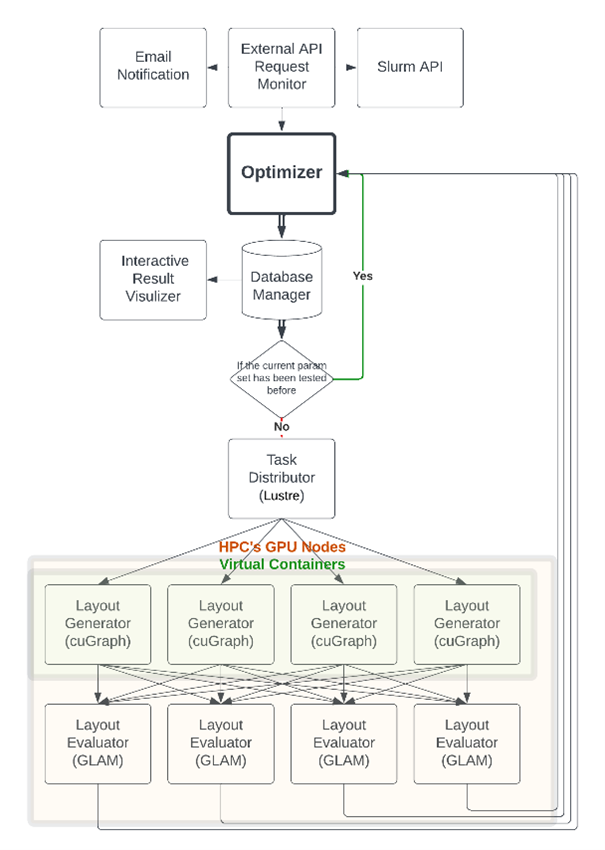 Email
Notification
External API
Request
Monitor
Slurm API
Optimizer
Interactive
Result
Visulizer
Database
Manager
Yes
If the current param
set has been tested
before
No
Task
Distributor
(Lustre)
HPC's GPU Nodes
Virtual Containers
Layout
Generator
(cuGraph)
Layout
Generator
(cuGraph)
Layout
Generator
(cuGraph)
Layout
Generator
(cuGraph)
Layout
Evaluator
(GLAM)
Layout
Evaluator
(GLAM)
Layout
Evaluator
(GLAM)
Layout
Evaluator
(GLAM)